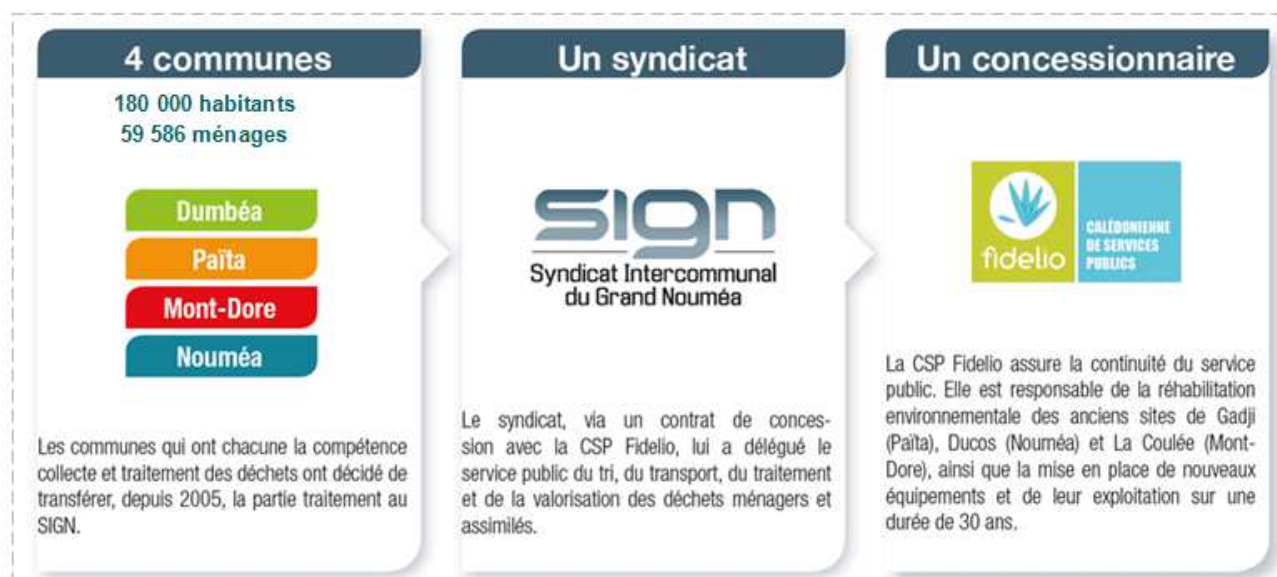 4 communes
180 000 habitants
59 586 ménages
Dumbéa
Païta
Mont-Dore
Nouméa
Les communes qui ont chacune la compétence
collecte et traitement des déchets ont décidé de
transférer, depuis 2005, la partie traitement au
SIGN.
Un syndicat
sign
Syndicat Intercommunal
du Grand Nouméa
Le syndicat, via un contrat de conces-
sion avec la CSP Fidelio, lui a délégué le
service public du tri, du transport, du traitement
et de la valorisation des déchets ménagers et
assimilés.
Un concessionnaire
fidelio
CALÉDONIENNE
DE SERVICES
PUBLICS
La CSP Fidelio assure la continuité du service
public. Elle est responsable de la réhabilitation
environnementale des anciens sites de Gadji
(Païta), Ducos (Nouméa) et La Coulée (Mont-
Dore), ainsi que la mise en place de nouveaux
équipements et de leur exploitation sur une
durée de 30 ans.